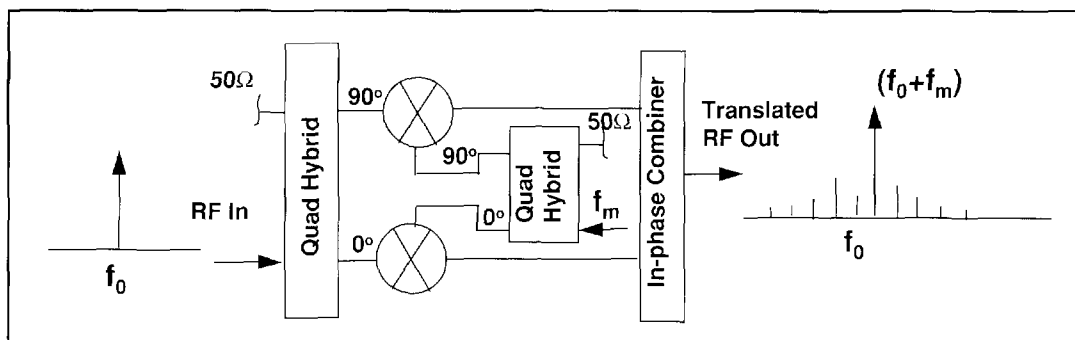 50Ω
90°
Quad Hybrid
RF In
0°
f₀
90°
0°
Quad Hybrid
50Ω
fₘ
In-phase Combiner
Translated
RF Out
(f₀+fₘ)
f₀